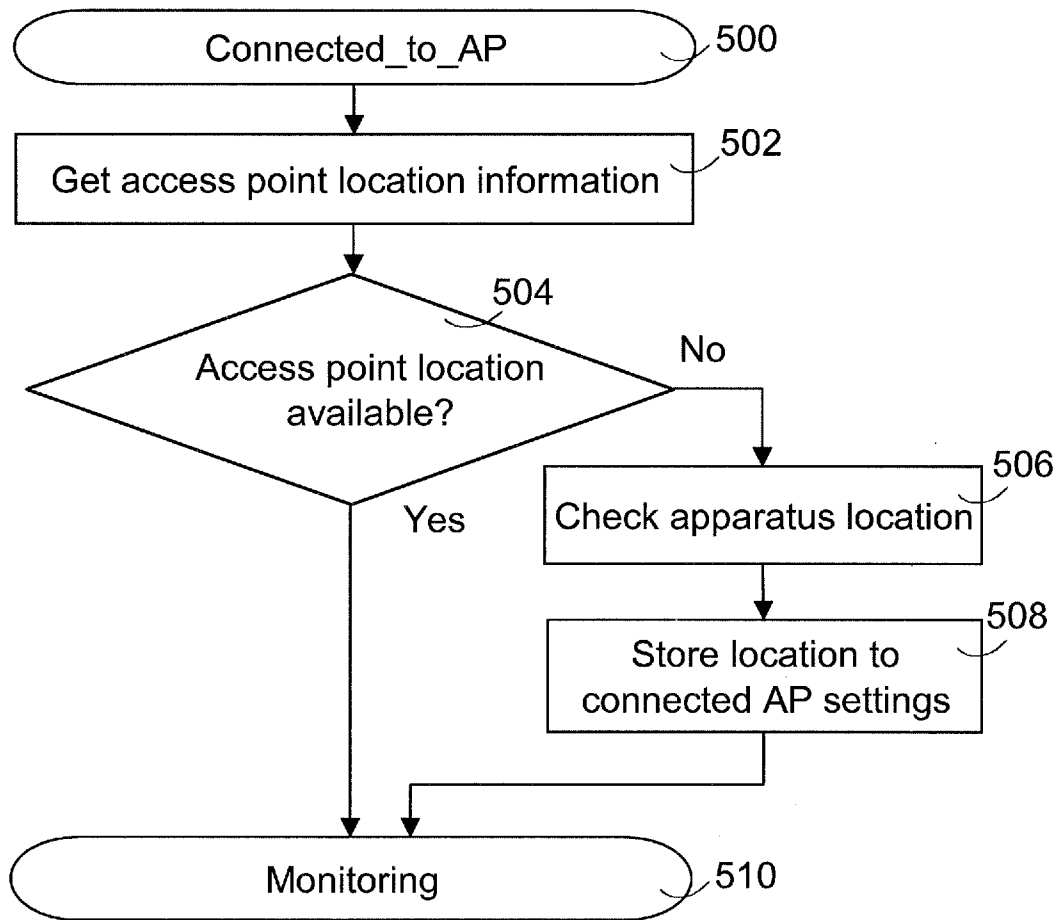 Connected_to_AP
500
Get access point location information
502
504
Access point location
available?
No
Yes
506
Check apparatus location
508
Store location to
connected AP settings
Monitoring
510